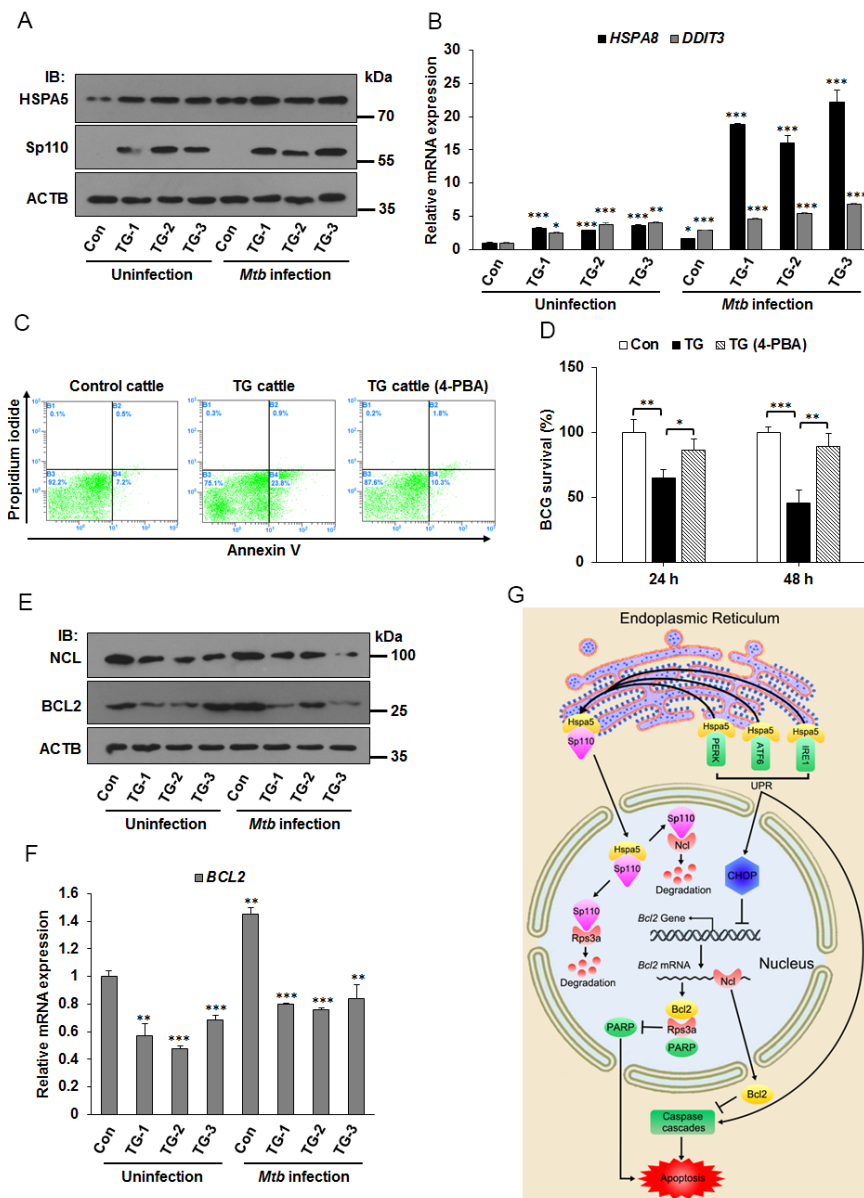 A
IB:
kDa
HSPA5
70
Sp110
55
ACTB
35
Con TG-1 TG-2 TG-3 Con TG-1 TG-2 TG-3
Uninfection Mtb infection
B
HSPA8 DDIT3
Relative mRNA expression
30
25
20
15
10
5
0
*** * *** *** *** ** * *** *** *** *** *** *** ***
Con TG-1 TG-2 TG-3 Con TG-1 TG-2 TG-3
Uninfection Mtb infection
C
Control cattle TG cattle TG cattle (4-PBA)
Propidium iodide
B1 B2 B1 B2 B1 B2
0.1% 0.5% 0.3% 0.9% 0.2% 1.8%
B3 B4 B3 B4 B3 B4
92.2% 7.2% 75.1% 23.8% 87.6% 10.3%
Annexin V
D
Con TG TG (4-PBA)
BCG survival (%)
150
100
50
0
** * *** **
24 h 48 h
E
IB:
kDa
NCL
100
BCL2
25
ACTB
35
Con TG-1 TG-2 TG-3 Con TG-1 TG-2 TG-3
Uninfection Mtb infection
F
BCL2
Relative mRNA expression
1.6
1.4
1.2
1
0.8
0.6
0.4
0.2
0
** *** *** ** *** *** **
Con TG-1 TG-2 TG-3 Con TG-1 TG-2 TG-3
Uninfection Mtb infection
G
Endoplasmic Reticulum
Hspa5
Sp110
Hspa5 Hspa5 Hspa5
PERK ATF6 IRE1
UPR
Sp110
Ncl
Degradation
Hspa5
Sp110
CHOP
Sp110
Rps3a
Degradation
Bcl2 Gene
Nucleus
Bcl2 mRNA
Ncl
Bcl2
Rps3a
PARP
PARP
Bcl2
Caspase
cascades
Apoptosis